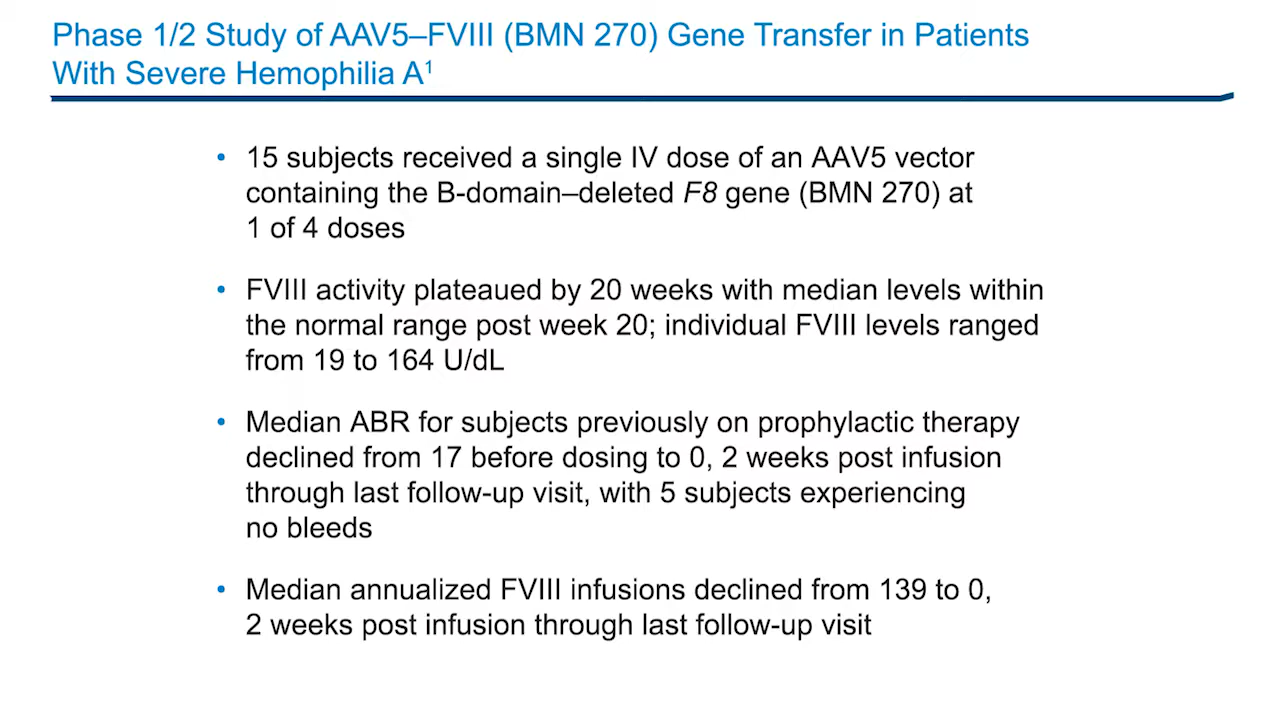 Phase 1/2 Study of AAV5–FVIII (BMN 270) Gene Transfer in Patients
With Severe Hemophilia A¹
• 15 subjects received a single IV dose of an AAV5 vector
containing the B-domain–deleted F8 gene (BMN 270) at
1 of 4 doses
• FVIII activity plateaued by 20 weeks with median levels within
the normal range post week 20; individual FVIII levels ranged
from 19 to 164 U/dL
• Median ABR for subjects previously on prophylactic therapy
declined from 17 before dosing to 0, 2 weeks post infusion
through last follow-up visit, with 5 subjects experiencing
no bleeds
• Median annualized FVIII infusions declined from 139 to 0,
2 weeks post infusion through last follow-up visit